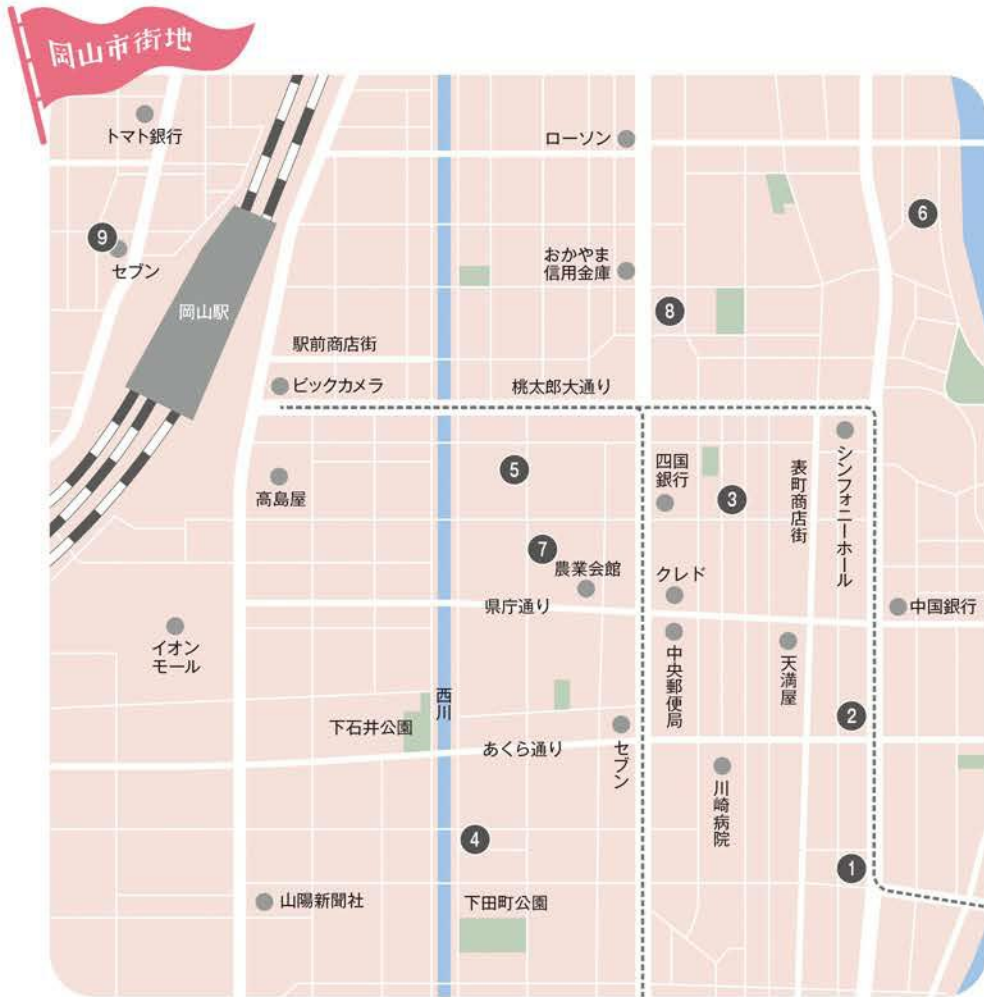 岡山市街地
トマト銀行
ローソン
6
9
セブン
おかやま
信用金庫
岡山駅
8
駅前商店街
ビックカメラ
桃太郎大通り
シンフォニーホール
5
四国
銀行
表町商店街
高島屋
3
7
農業会館
クレド
県庁通り
中国銀行
イオン
モール
中央郵便局
天満屋
西川
下石井公園
2
あくら通り
セブン
川崎病院
4
1
山陽新聞社
下田町公園